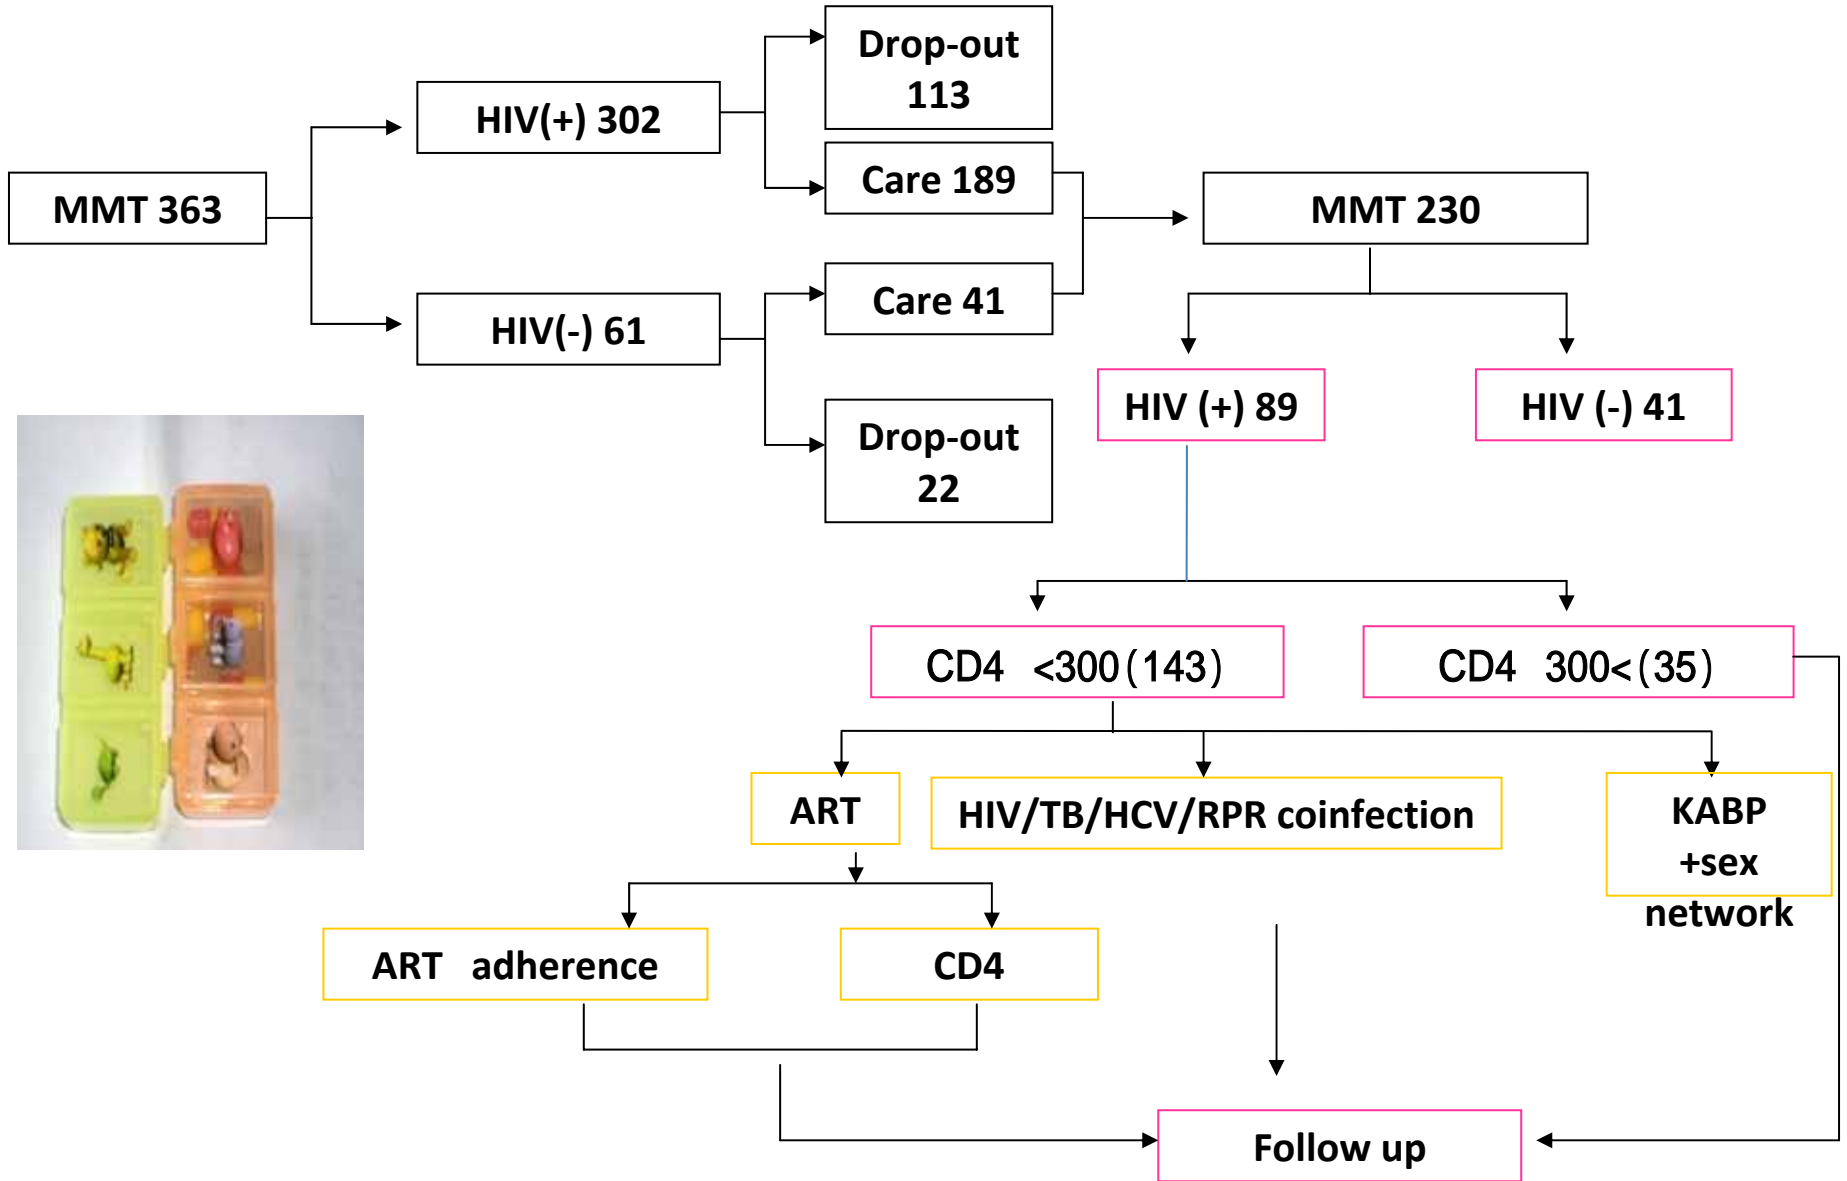 MMT 363
HIV(+) 302
HIV(-) 61
Drop-out
113
Care 189
Care 41
Drop-out
22
MMT 230
HIV (+) 89
HIV (-) 41
CD4 <300(143)
CD4 300<(35)
ART
HIV/TB/HCV/RPR coinfection
KABP
+sex
network
ART adherence
CD4
Follow up